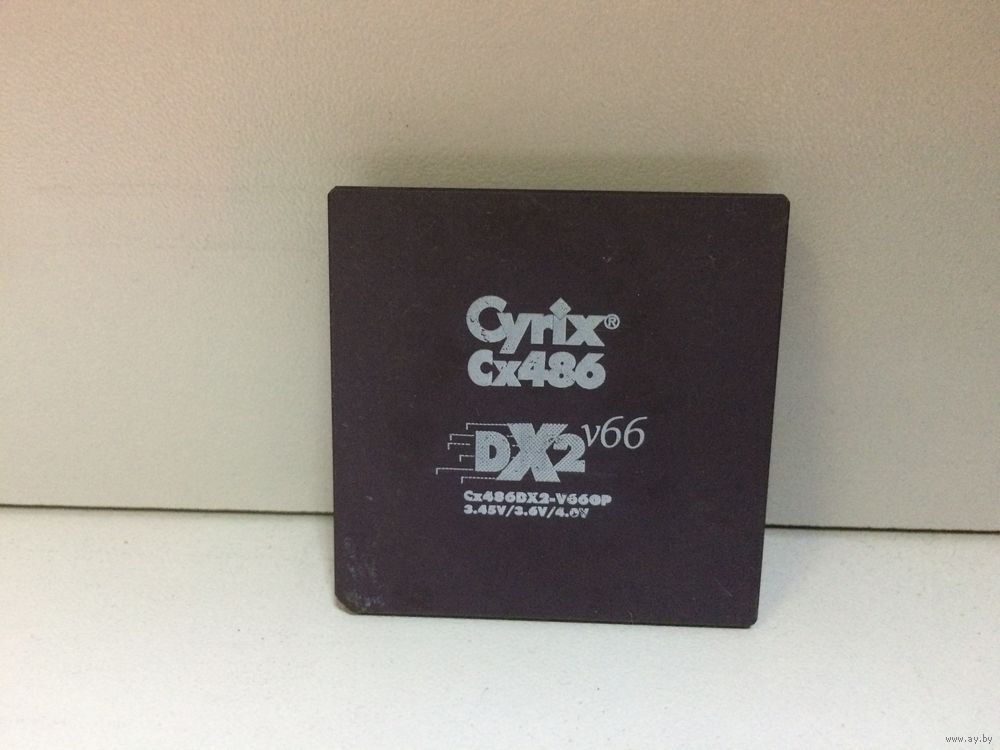 Cyrix®
Cx486
DX2 v66
Cx486DX2-V66GP
3.45V/3.6V/4.0V
www.ay.by